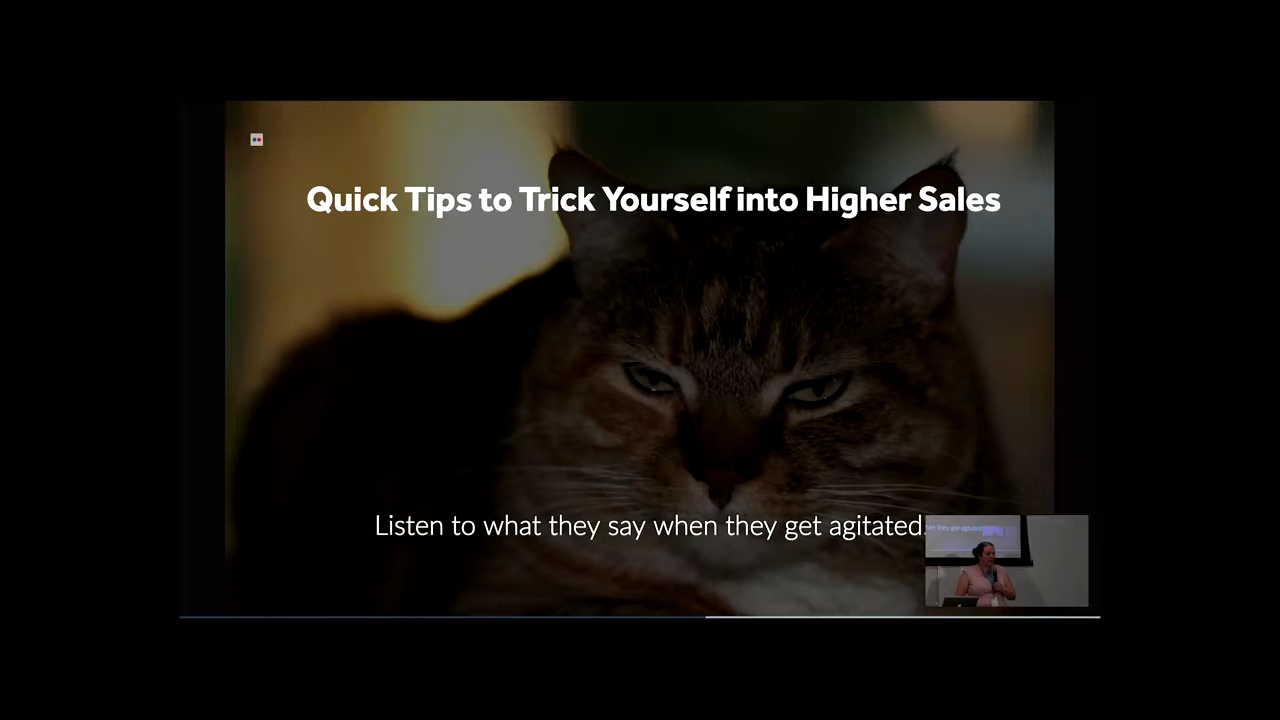 Quick Tips to Trick Yourself into Higher Sales
Listen to what they say when they get agitated.